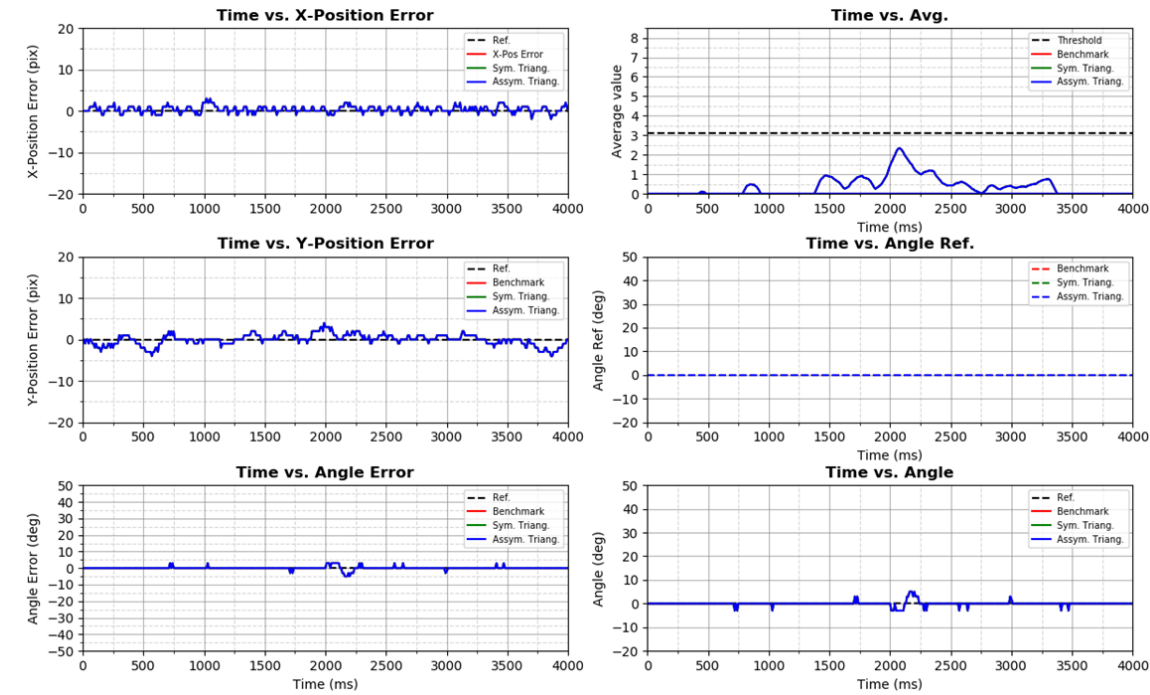 Time vs. X-Position Error
X-Position Error (pix)
20
10
0
−10
−20
Ref.
X-Pos Error
Sym. Triang.
Assym. Triang.
0 500 1000 1500 2000 2500 3000 3500 4000
Time vs. Avg.
Average value
8
7
6
5
4
3
2
1
0
Threshold
Benchmark
Sym. Triang.
Assym. Triang.
0 500 1000 1500 2000 2500 3000 3500 4000
Time (ms)
Time vs. Y-Position Error
Y-Position Error (pix)
20
10
0
−10
−20
Ref.
Benchmark
Sym. Triang.
Assym. Triang.
0 500 1000 1500 2000 2500 3000 3500 4000
Time vs. Angle Ref.
Angle Ref (deg)
50
40
30
20
10
0
−10
−20
Benchmark
Sym. Triang.
Assym. Triang.
0 500 1000 1500 2000 2500 3000 3500 4000
Time (ms)
Time vs. Angle Error
Angle Error (deg)
50
40
30
20
10
0
−10
−20
−30
−40
−50
Ref.
Benchmark
Sym. Triang.
Assym. Triang.
0 500 1000 1500 2000 2500 3000 3500 4000
Time (ms)
Time vs. Angle
Angle (deg)
50
40
30
20
10
0
−10
−20
Ref.
Benchmark
Sym. Triang.
Assym. Triang.
0 500 1000 1500 2000 2500 3000 3500 4000
Time (ms)